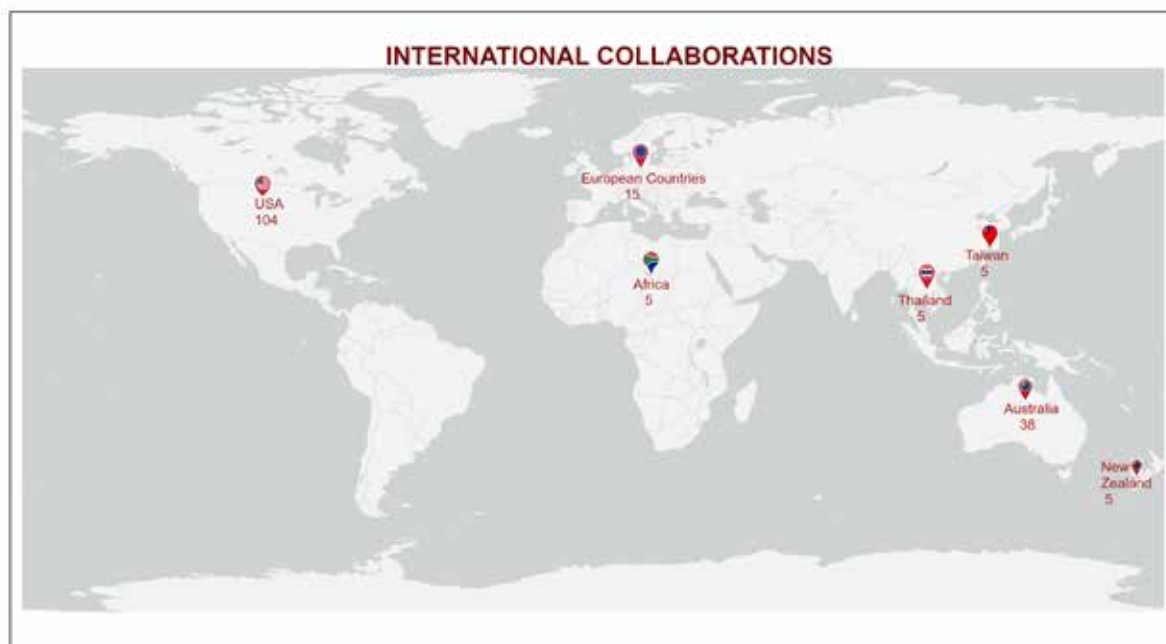 INTERNATIONAL COLLABORATIONS
USA
104
European Countries
15
Africa
5
Taiwan
5
Thailand
5
Australia
38
New
Zealand
5